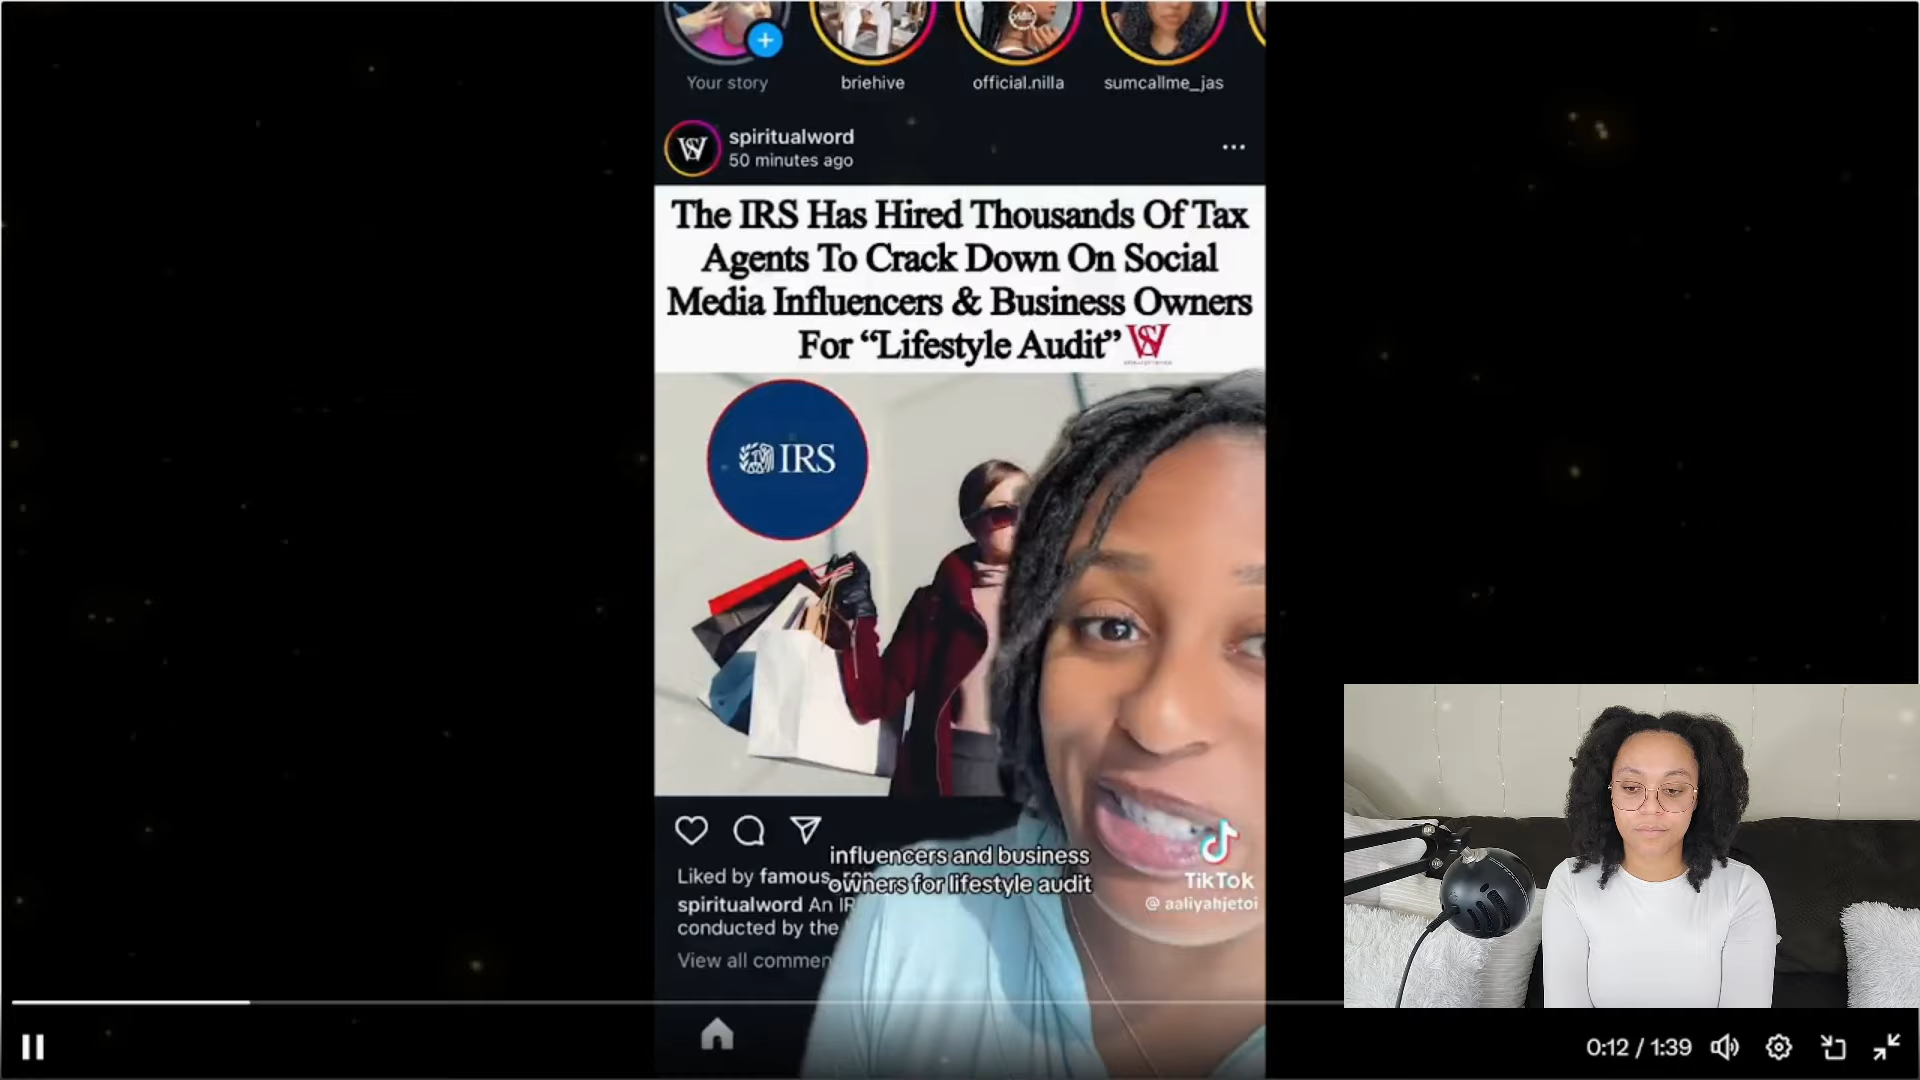 Your story
briehive
official.nilla
sumcallme_jas
spiritualword
50 minutes ago
The IRS Has Hired Thousands Of Tax
Agents To Crack Down On Social
Media Influencers & Business Owners
For “Lifestyle Audit”
IRS
influencers and business
owners for lifestyle audit
Liked by famous_
spiritualword An IR
conducted by the
View all commen
TikTok
@ aaliyahjetoi
0:12 / 1:39